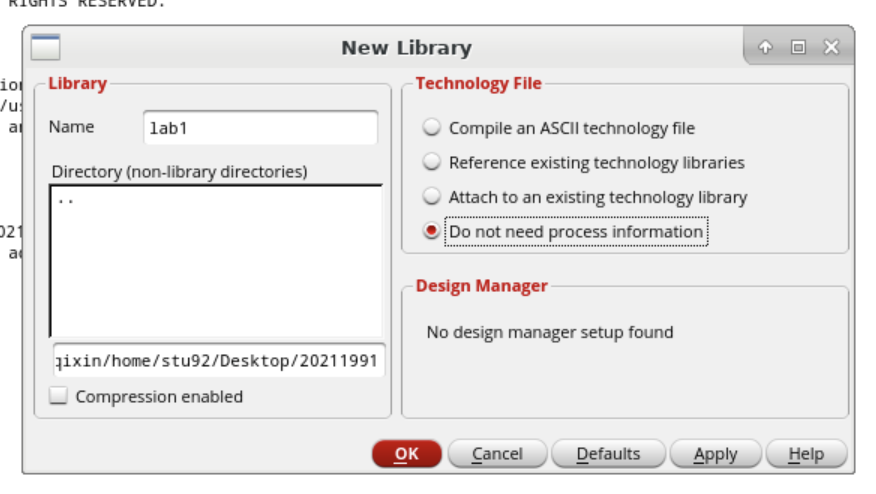 RIGHTS RESERVED.
New Library
Library
Name
lab1
Directory (non-library directories)
..
qixin/home/stu92/Desktop/20211991
Compression enabled
Technology File
Compile an ASCII technology file
Reference existing technology libraries
Attach to an existing technology library
Do not need process information
Design Manager
No design manager setup found
OK
Cancel
Defaults
Apply
Help